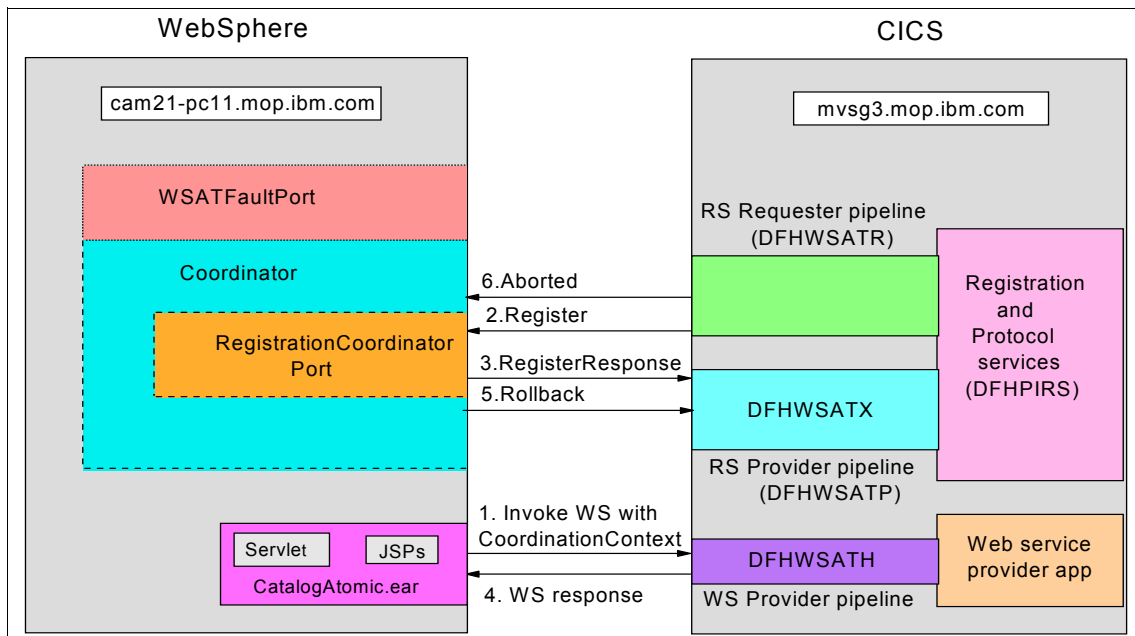 WebSphere
CICS
cam21-pc11.mop.ibm.com
mvsg3.mop.ibm.com
WSATFaultPort
RS Requester pipeline
(DFHWSATR)
Coordinator
6.Aborted
2.Register
Registration
and
Protocol
services
(DFHPIRS)
RegistrationCoordinator
Port
3.RegisterResponse
5.Rollback
DFHWSATX
RS Provider pipeline
(DFHWSATP)
1. Invoke WS with
CoordinationContext
Servlet
JSPs
CatalogAtomic.ear
DFHWSATH
Web service
provider app
4. WS response
WS Provider pipeline